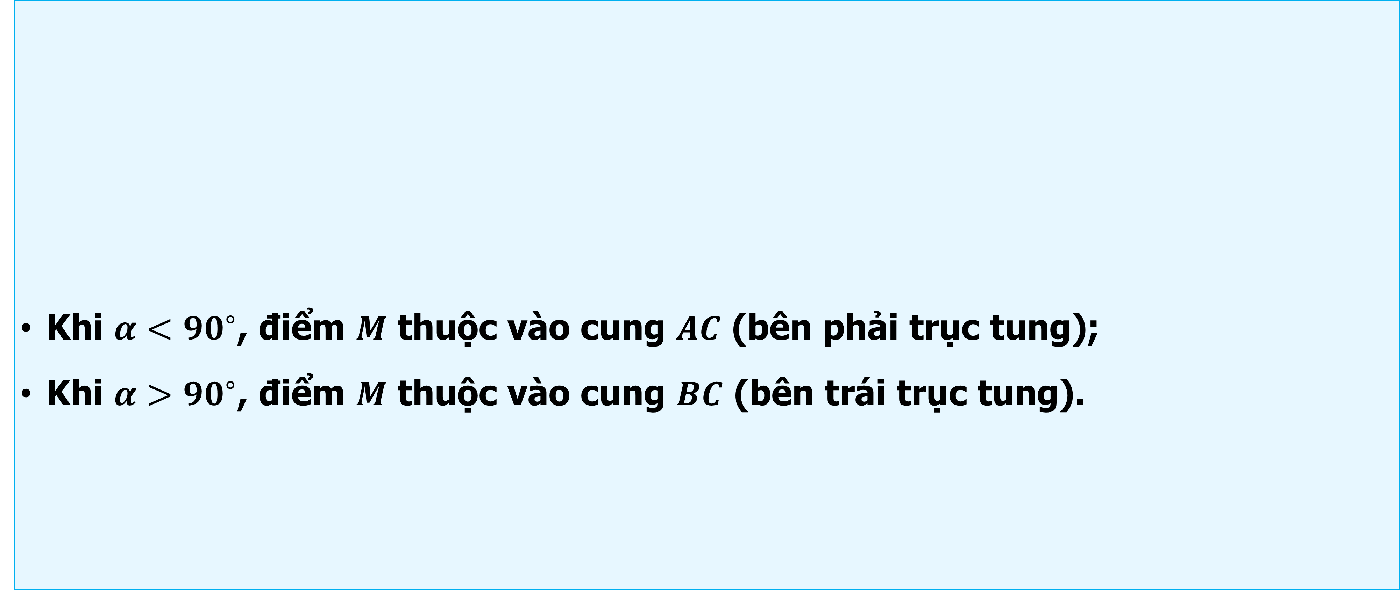 • Khi 𝜶 < 𝟗𝟎°, điểm 𝑴 thuộc vào cung 𝑨𝑪 (bên phải trục tung);
• Khi 𝜶 > 𝟗𝟎°, điểm 𝑴 thuộc vào cung 𝑩𝑪 (bên trái trục tung).